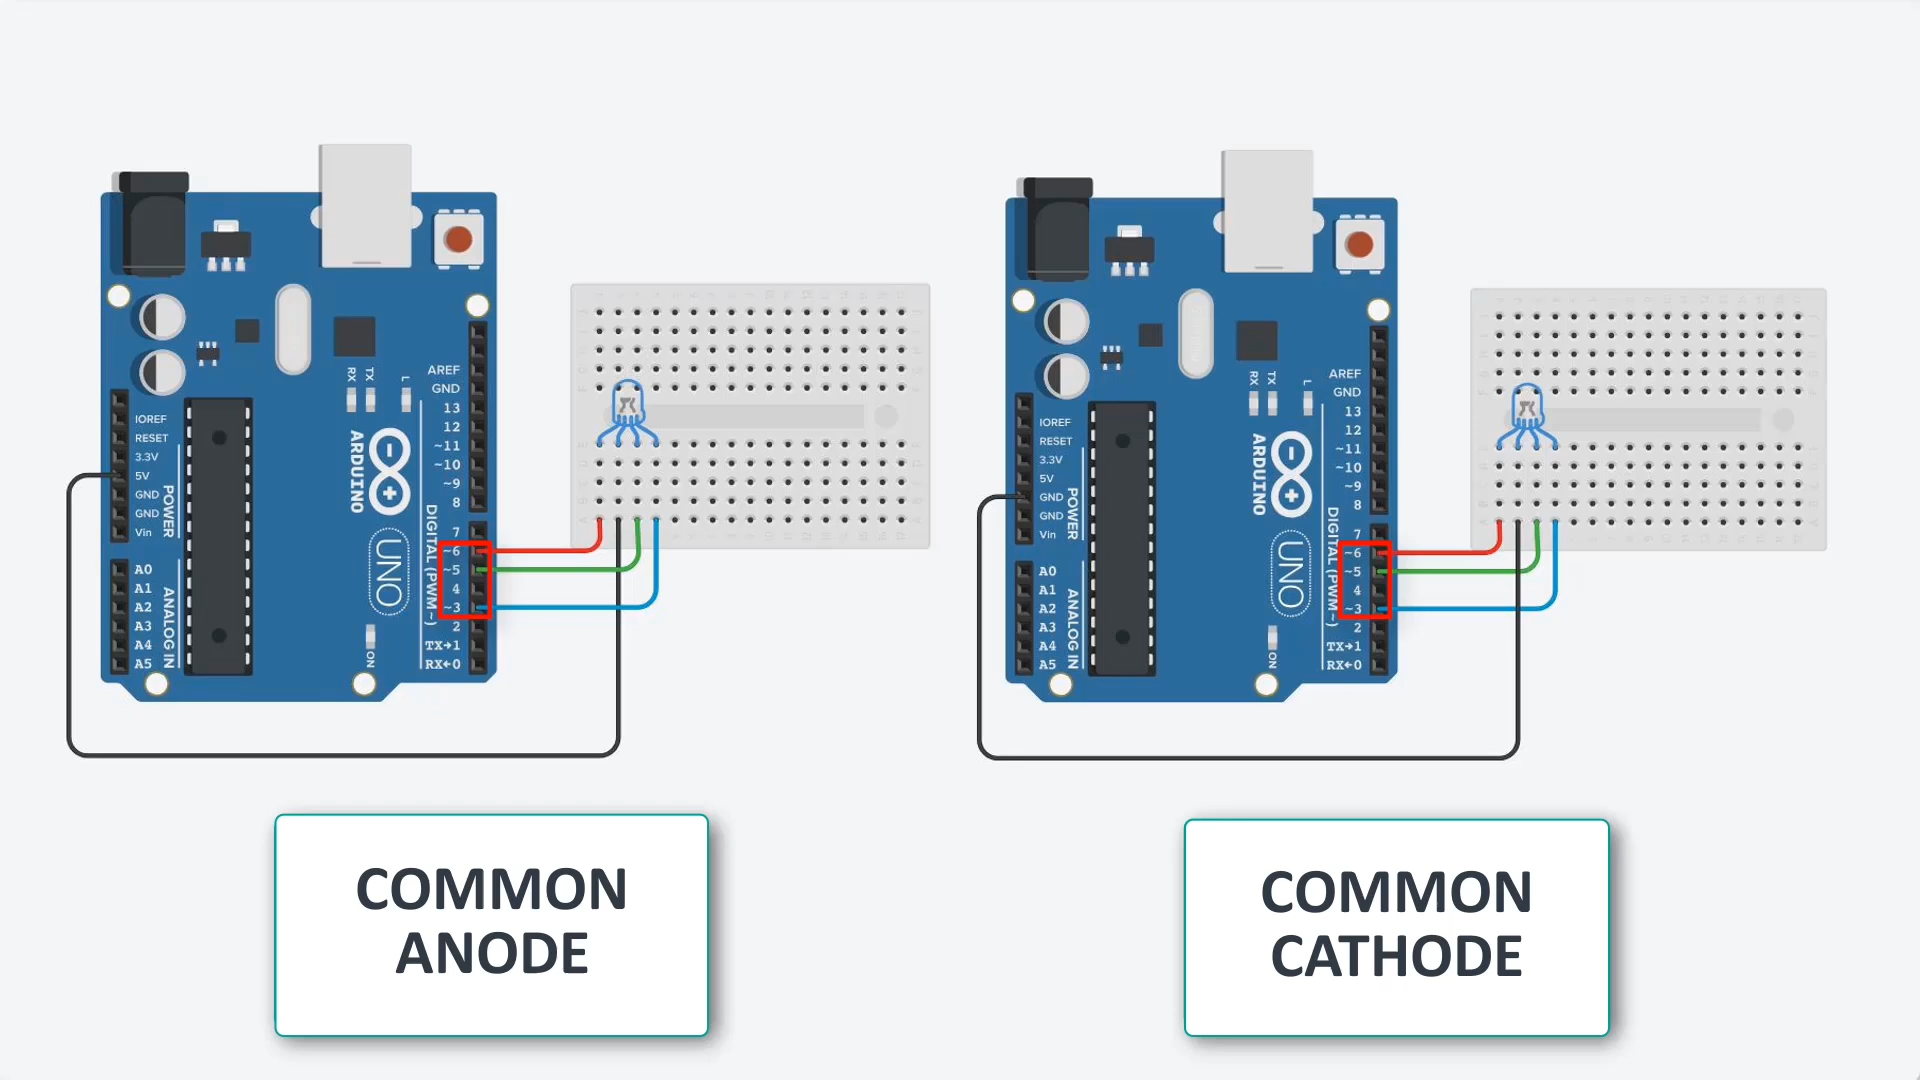 IOREF
RESET
3.3V
5V
GND
GND
Vin
POWER
A0
A1
A2
A3
A4
A5
ANALOG IN
RX
TX
L
ARDUINO
UNO
ON
AREF
GND
13
12
~11
~10
~9
8
7
~6
~5
4
~3
2
TX→1
RX←0
DIGITAL (PWM~)
COMMON
ANODE
IOREF
RESET
3.3V
5V
GND
GND
Vin
POWER
A0
A1
A2
A3
A4
A5
ANALOG IN
RX
TX
L
ARDUINO
UNO
ON
AREF
GND
13
12
~11
~10
~9
8
7
~6
~5
4
~3
2
TX→1
RX←0
DIGITAL (PWM~)
COMMON
CATHODE